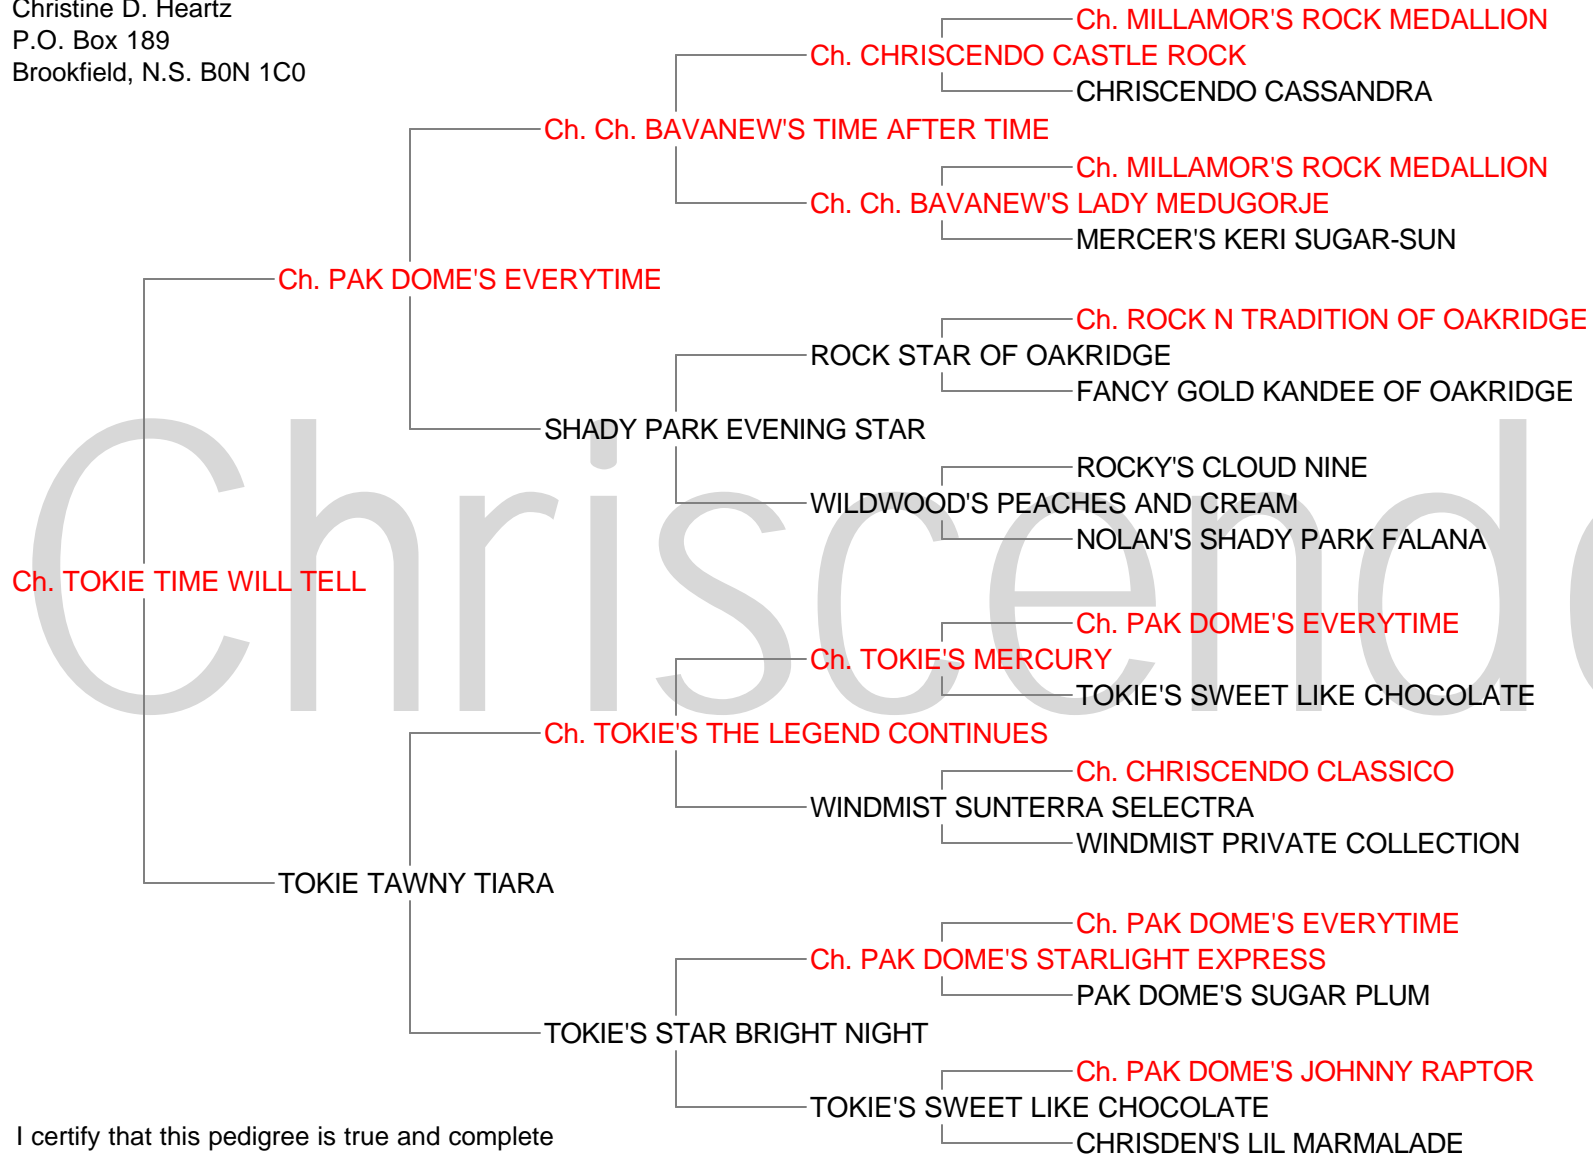 Christine D. Heartz
P.O. Box 189
Brookfield, N.S. B0N 1C0
Ch. MILLAMOR'S ROCK MEDALLION
Ch. CHRISCENDO CASTLE ROCK
CHRISCENDO CASSANDRA
Ch. Ch. BAVANEW'S TIME AFTER TIME
Ch. MILLAMOR'S ROCK MEDALLION
Ch. Ch. BAVANEW'S LADY MEDUGORJE
MERCER'S KERI SUGAR-SUN
Ch. PAK DOME'S EVERYTIME
Ch. ROCK N TRADITION OF OAKRIDGE
ROCK STAR OF OAKRIDGE
FANCY GOLD KANDEE OF OAKRIDGE
SHADY PARK EVENING STAR
ROCKY'S CLOUD NINE
WILDWOOD'S PEACHES AND CREAM
NOLAN'S SHADY PARK FALANA
Chriscendo
Ch. TOKIE TIME WILL TELL
Ch. PAK DOME'S EVERYTIME
Ch. TOKIE'S MERCURY
TOKIE'S SWEET LIKE CHOCOLATE
Ch. TOKIE'S THE LEGEND CONTINUES
Ch. CHRISCENDO CLASSICO
WINDMIST SUNTERRA SELECTRA
WINDMIST PRIVATE COLLECTION
TOKIE TAWNY TIARA
Ch. PAK DOME'S EVERYTIME
Ch. PAK DOME'S STARLIGHT EXPRESS
PAK DOME'S SUGAR PLUM
TOKIE'S STAR BRIGHT NIGHT
Ch. PAK DOME'S JOHNNY RAPTOR
TOKIE'S SWEET LIKE CHOCOLATE
CHRISDEN'S LIL MARMALADE
I certify that this pedigree is true and complete